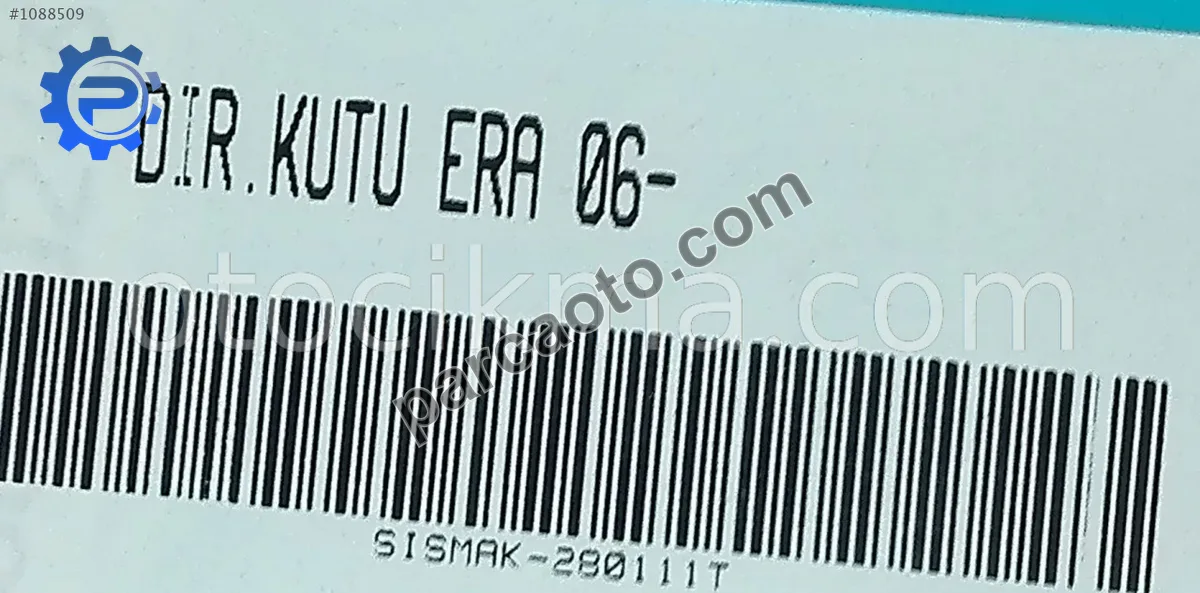 #1088509
DIR.KUTU ERA 06-
otocikma.com
parcaoto.com
SISMAK-280111T